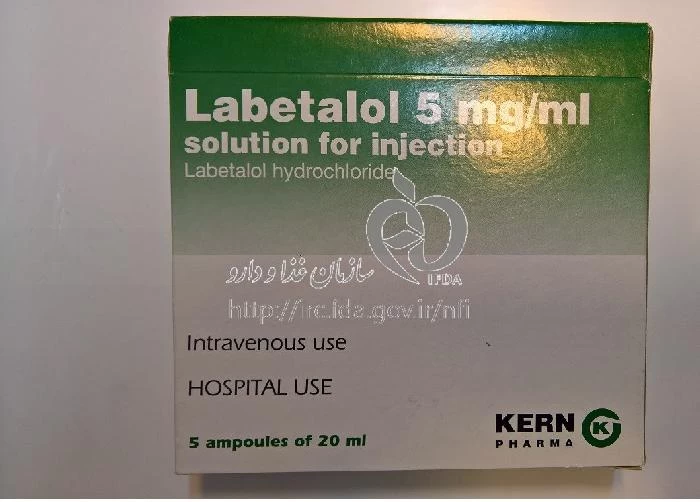 Labetalol 5 mg/ml
solution for injection
Labetalol hydrochloride
IFDA
سازمان غذا و دارو
http://irc.fda.gov.ir/nfi
Intravenous use
HOSPITAL USE
5 ampoules of 20 ml
KERN
PHARMA
K